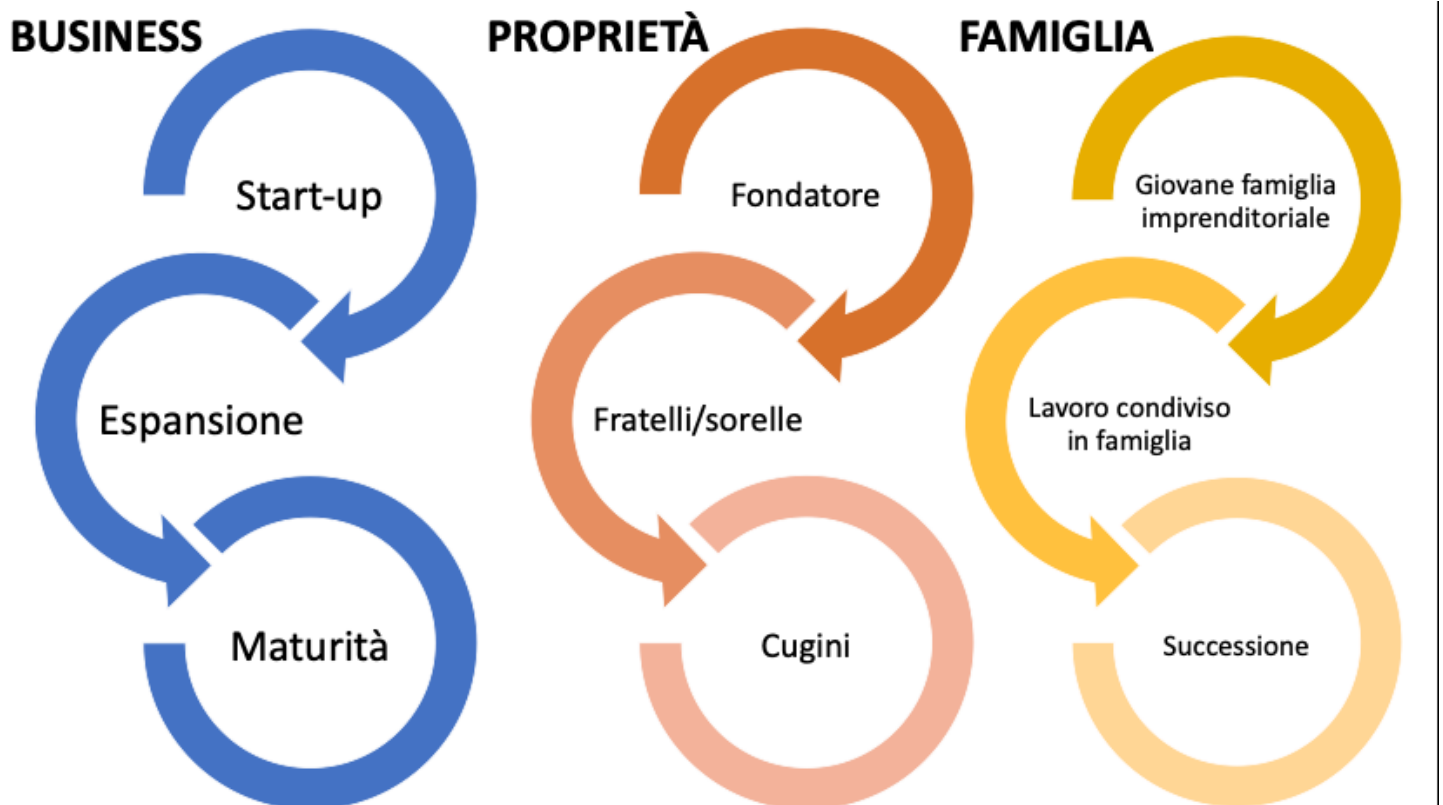 BUSINESS
Start-up
Espansione
Maturità
PROPRIETÀ
Fondatore
Fratelli/sorelle
Cugini
FAMIGLIA
Giovane famiglia
imprenditoriale
Lavoro condiviso
in famiglia
Successione